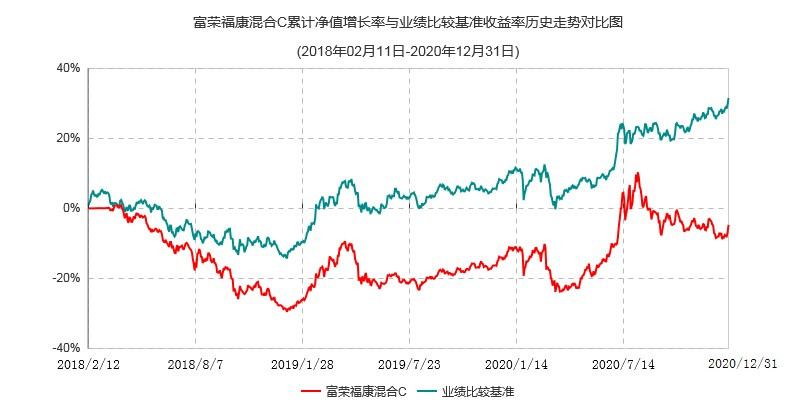 富荣福康混合C累计净值增长率与业绩比较基准收益率历史走势对比图
(2018年02月11日-2020年12月31日)
40%
20%
0%
-20%
-40%
2018/2/12 2018/8/7 2019/1/28 2019/7/23 2020/1/14 2020/7/14 2020/12/31
富荣福康混合C 业绩比较基准